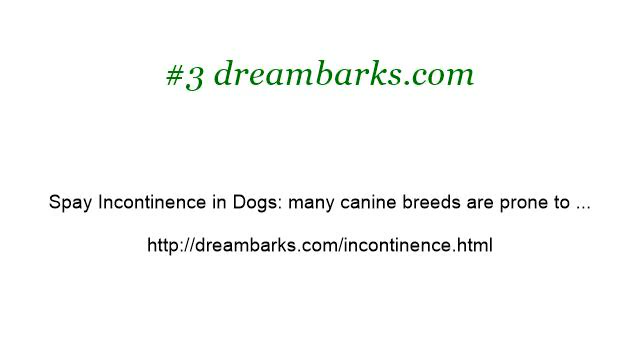 #3 dreambarks.com
Spay Incontinence in Dogs: many canine breeds are prone to ...
http://dreambarks.com/incontinence.html